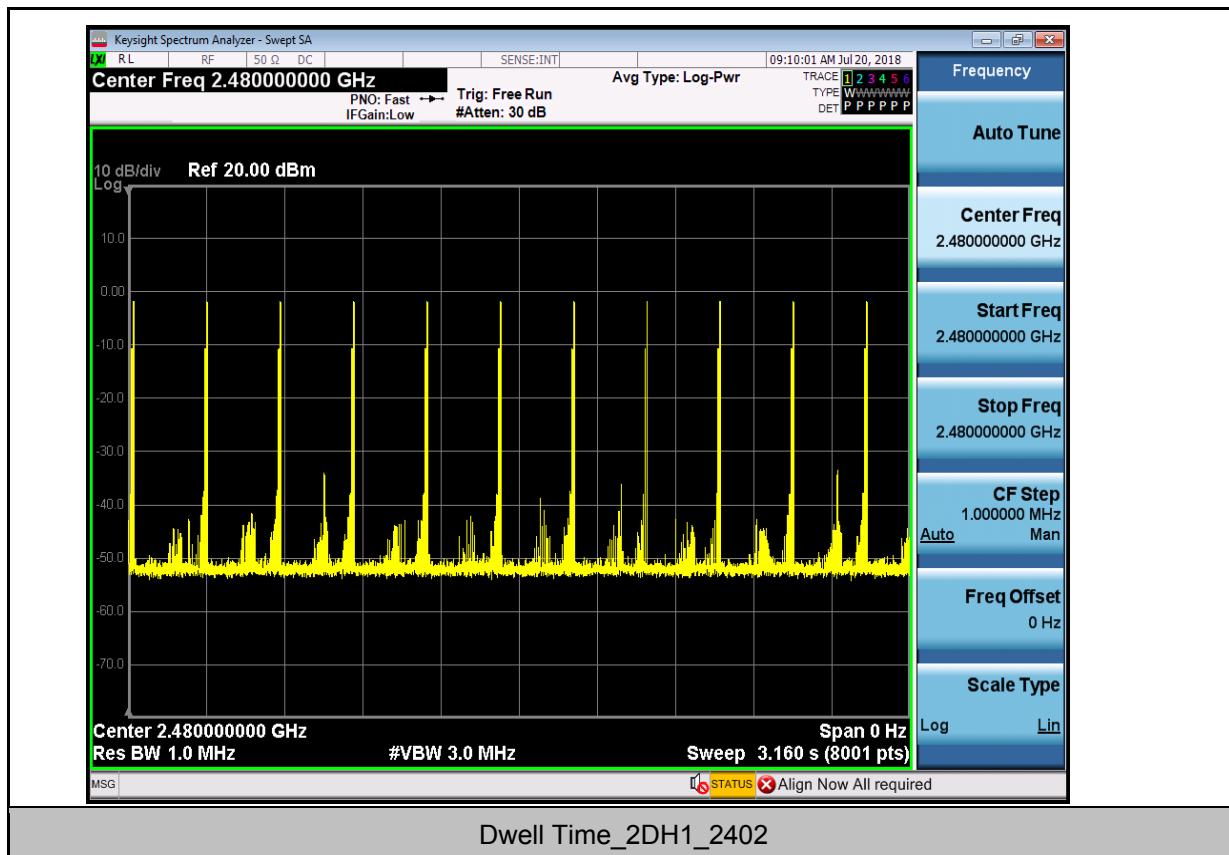 Keysight Spectrum Analyzer - Swept SA
LXI RL RF 50 Ω DC SENSE:INT 09:10:01 AM Jul 20, 2018
Center Freq 2.480000000 GHz
PNO: Fast
IFGain:Low
Trig: Free Run
#Atten: 30 dB
Avg Type: Log-Pwr
TRACE 1 2 3 4 5 6
TYPE WWWWWW
DET P P P P P P
10 dB/div
Log
Ref 20.00 dBm
10.0
0.00
-10.0
-20.0
-30.0
-40.0
-50.0
-60.0
-70.0
Center 2.480000000 GHz
Span 0 Hz
Res BW 1.0 MHz
#VBW 3.0 MHz
Sweep 3.160 s (8001 pts)
MSG
STATUS
Align Now All required
Frequency
Auto Tune
Center Freq
2.480000000 GHz
Start Freq
2.480000000 GHz
Stop Freq
2.480000000 GHz
CF Step
1.000000 MHz
Auto Man
Freq Offset
0 Hz
Scale Type
Log Lin
Dwell Time_2DH1_2402